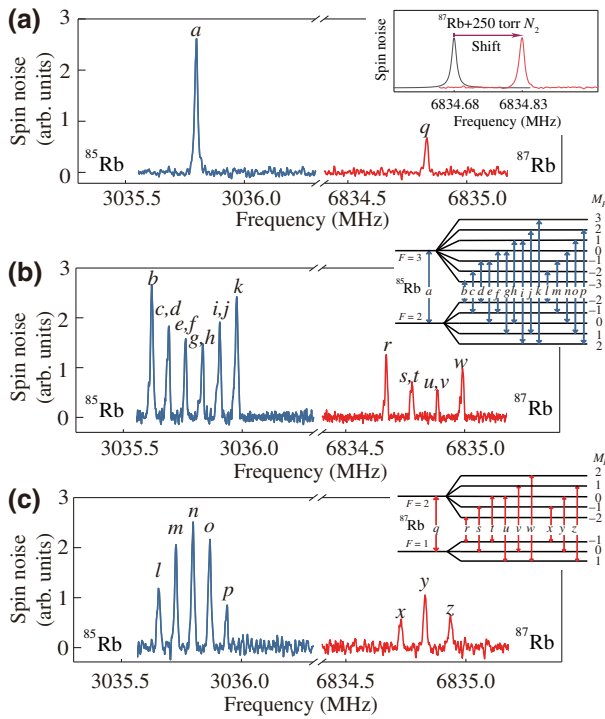 (a)
3
2
1
0
Spin noise
(arb. units)
a
85Rb
q
87Rb
3035.5
3036.0
6834.5
6835.0
Frequency (MHz)
Spin noise
87Rb+250 torr N2
Shift
6834.68
6834.83
Frequency (MHz)
(b)
3
2
1
0
Spin noise
(arb. units)
b
c,d
e,f
g,h
i,j
k
85Rb
r
s,t
u,v
w
87Rb
3035.5
3036.0
6834.5
6835.0
Frequency (MHz)
MF
3
2
1
0
−1
−2
−3
F=3
85Rb
a
b c d e f g h i j k l m n o p
F=2
−2
−1
0
1
2
(c)
3
2
1
0
Spin noise
(arb. units)
l
m
n
o
p
85Rb
x
y
z
87Rb
3035.5
3036.0
6834.5
6835.0
Frequency (MHz)
MF
2
1
0
−1
−2
F=2
87Rb
q r s t u v w x y z
F=1
−1
0
1